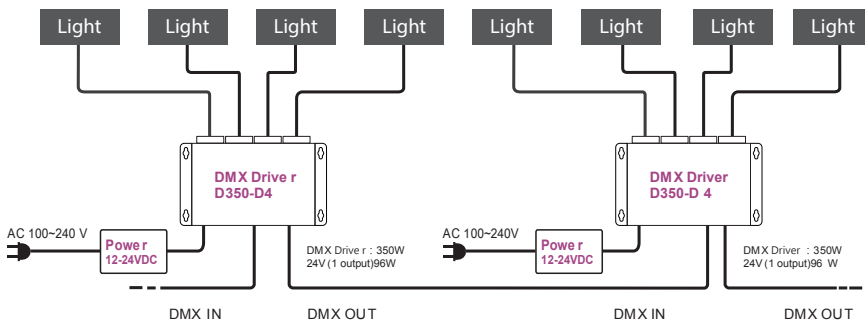 Light Light Light Light Light Light Light Light
DMX Drive r
D350-D4
DMX Driver
D350-D 4
AC 100~240 V
Powe r
12-24VDC
DMX Drive r : 350W
24V (1 output)96W
AC 100~240V
Powe r
12-24VDC
DMX Driver : 350W
24V (1 output)96 W
DMX IN
DMX OUT
DMX IN
DMX OUT